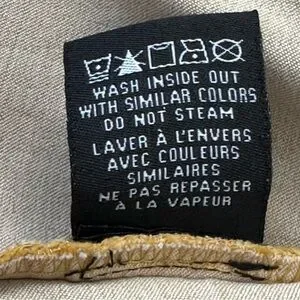 WASH INSIDE OUT
WITH SIMILAR COLORS
DO NOT STEAM
LAVER À L'ENVERS
AVEC COULEURS
SIMILAIRES
NE PAS REPASSER
À LA VAPEUR